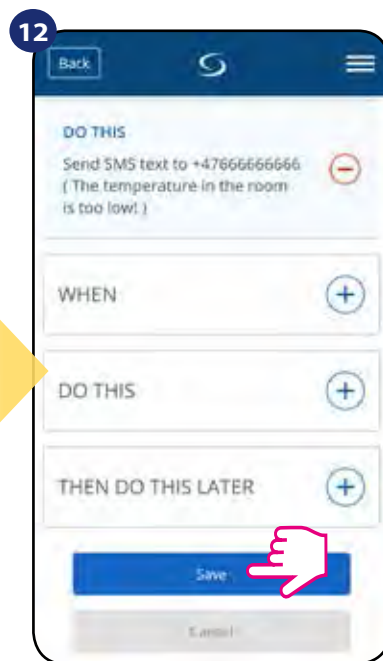 12
Back
DO THIS
Send SMS text to +47666666666
( The temperature in the room
is too low! )
WHEN
DO THIS
THEN DO THIS LATER
Save
Cancel